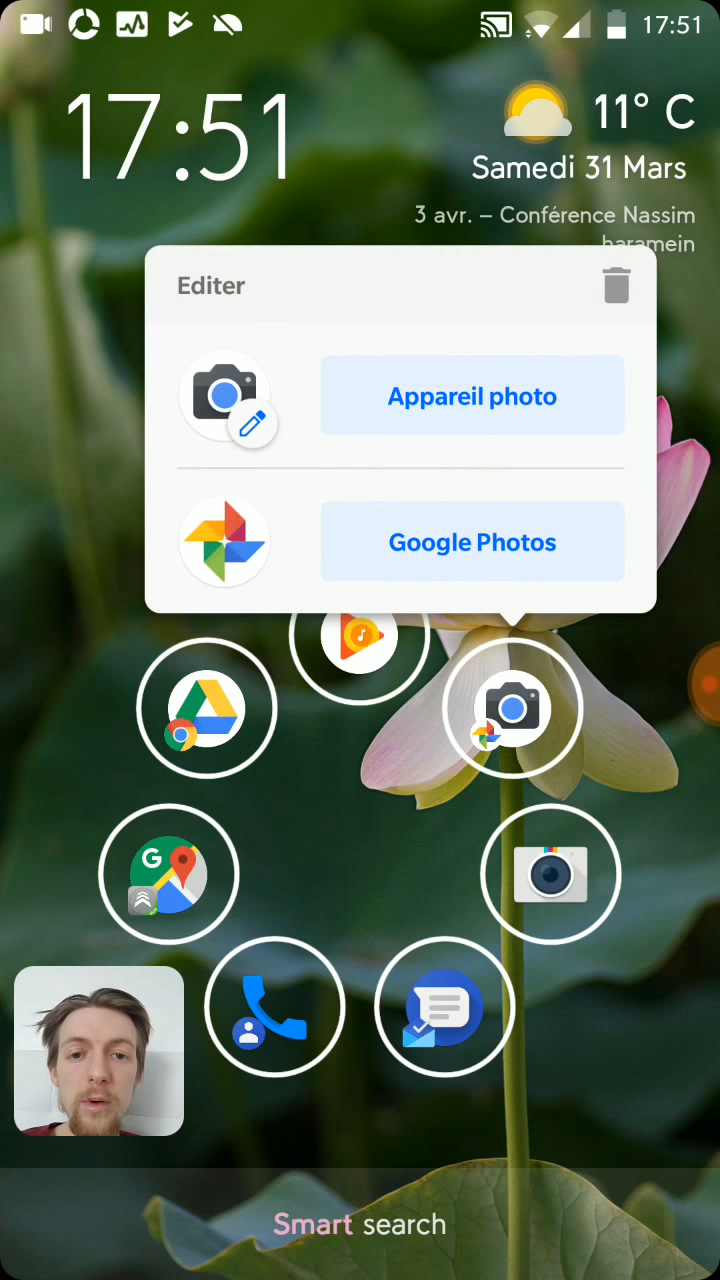 17:51
17:51
11° C
Samedi 31 Mars
3 avr. – Conférence Nassim
haramein
Editer
Appareil photo
Google Photos
G
Smart search